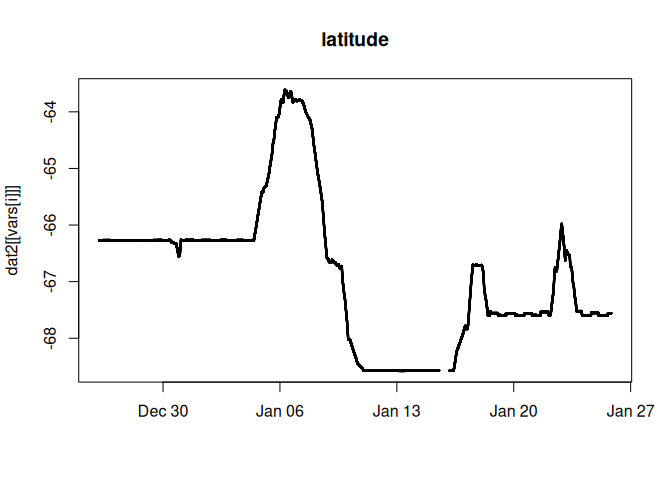 latitude
dat2[[vars[i]]]
-64
-65
-66
-67
-68
Dec 30
Jan 06
Jan 13
Jan 20
Jan 27